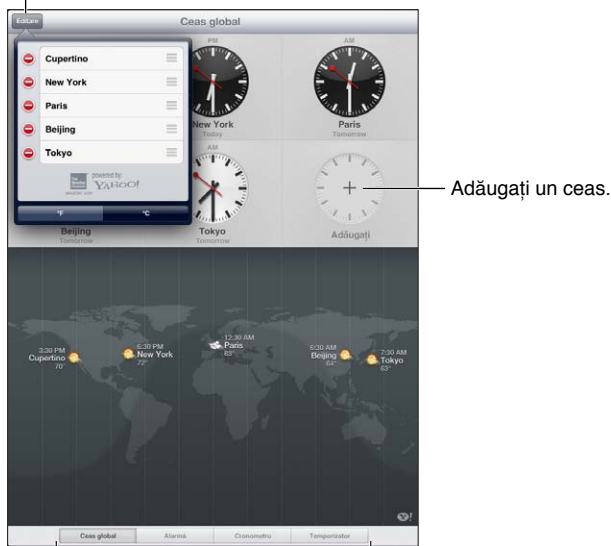 Editare
Ceas global
Cupertino
New York
Paris
Beijing
Tokyo
powered by:
YAHOO!
°F
°C
PM
New York
Today
AM
Paris
Tomorrow
Beijing
Tomorrow
AM
Tokyo
Tomorrow
Adăugați
Adăugați un ceas.
3:30 PM
Cupertino
70°
6:30 PM
New York
72°
12:30 AM
Paris
63°
6:30 AM
Beijing
64°
7:30 AM
Tokyo
63°
Y!
Ceas global
Alarmă
Cronometru
Temporizator